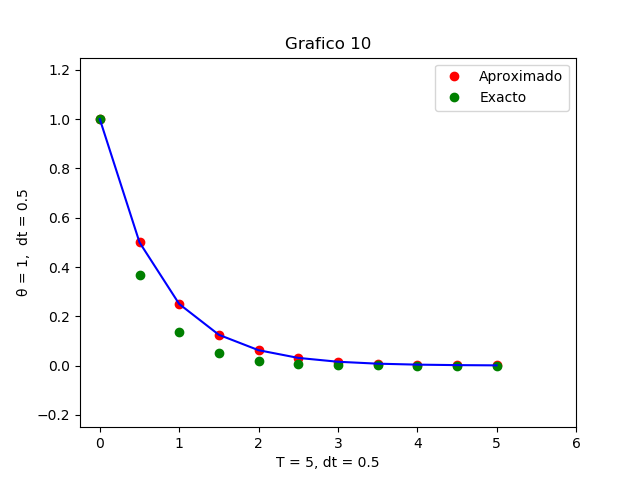 Grafico 10
Aproximado
Exacto
1.2
1.0
0.8
0.6
0.4
0.2
0.0
−0.2
θ = 1, dt = 0.5
0 1 2 3 4 5 6
T = 5, dt = 0.5